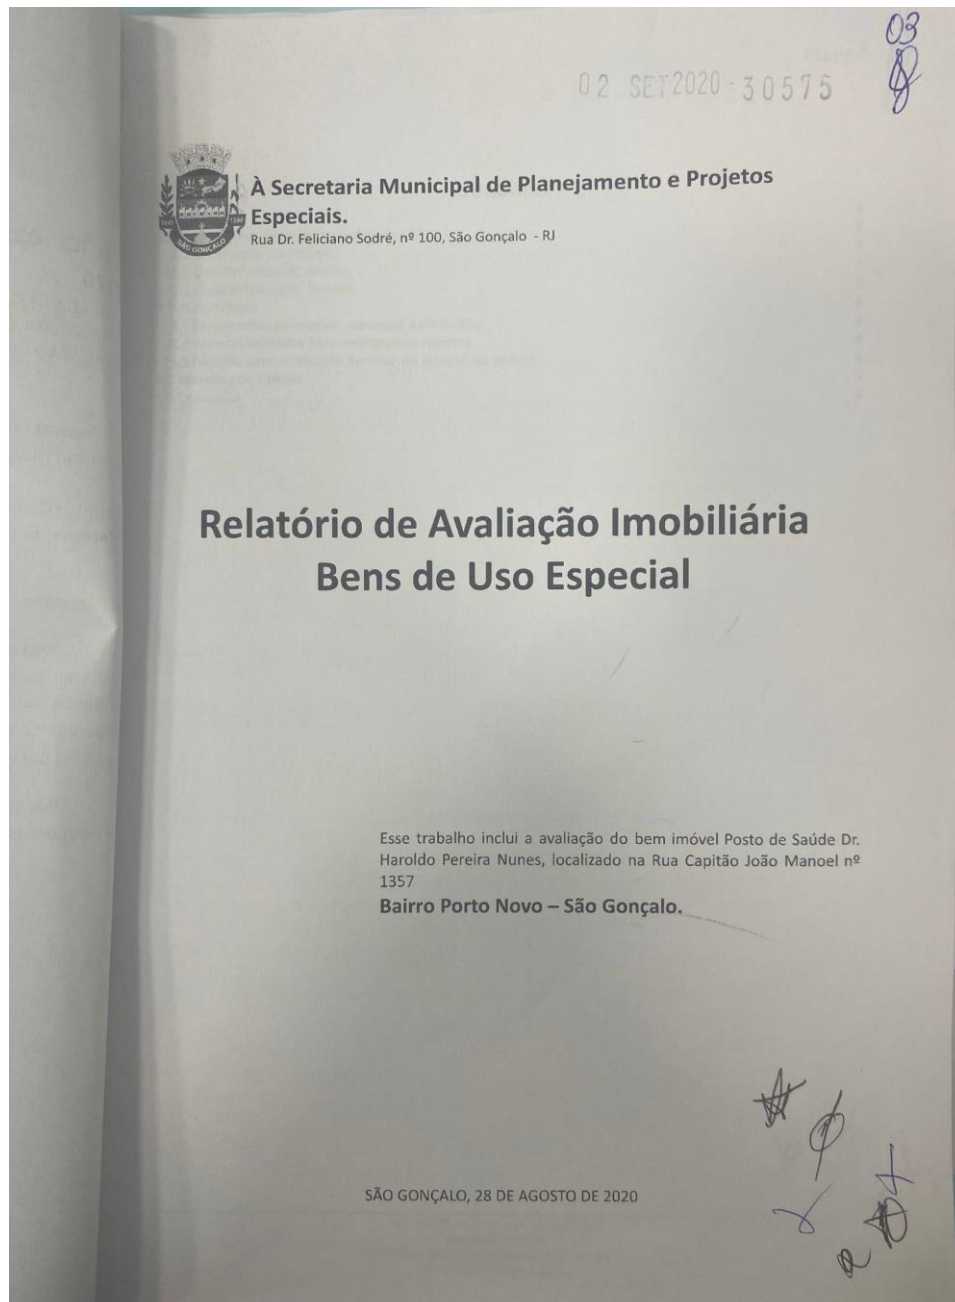 03
02 SET 2020 - 30575
À Secretaria Municipal de Planejamento e Projetos
Especiais.
Rua Dr. Feliciano Sodré, nº 100, São Gonçalo - RJ
SÃO GONÇALO
Relatório de Avaliação Imobiliária
Bens de Uso Especial
Esse trabalho inclui a avaliação do bem imóvel Posto de Saúde Dr.
Haroldo Pereira Nunes, localizado na Rua Capitão João Manoel nº
1357
Bairro Porto Novo – São Gonçalo.
SÃO GONÇALO, 28 DE AGOSTO DE 2020